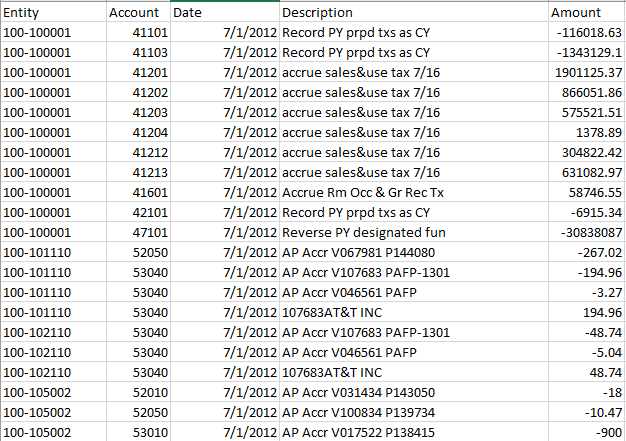 Entity Account Date Description Amount
100-100001 41101 7/1/2012 Record PY prpd txs as CY -116018.63
100-100001 41103 7/1/2012 Record PY prpd txs as CY -1343129.1
100-100001 41201 7/1/2012 accrue sales&use tax 7/16 1901125.37
100-100001 41202 7/1/2012 accrue sales&use tax 7/16 866051.86
100-100001 41203 7/1/2012 accrue sales&use tax 7/16 575521.51
100-100001 41204 7/1/2012 accrue sales&use tax 7/16 1378.89
100-100001 41212 7/1/2012 accrue sales&use tax 7/16 304822.42
100-100001 41213 7/1/2012 accrue sales&use tax 7/16 631082.97
100-100001 41601 7/1/2012 Accrue Rm Occ & Gr Rec Tx 58746.55
100-100001 42101 7/1/2012 Record PY prpd txs as CY -6915.34
100-100001 47101 7/1/2012 Reverse PY designated fun -30838087
100-101110 52050 7/1/2012 AP Accr V067981 P144080 -267.02
100-101110 53040 7/1/2012 AP Accr V107683 PAFP-1301 -194.96
100-101110 53040 7/1/2012 AP Accr V046561 PAFP -3.27
100-101110 53040 7/1/2012 107683AT&T INC 194.96
100-102110 53040 7/1/2012 AP Accr V107683 PAFP-1301 -48.74
100-102110 53040 7/1/2012 AP Accr V046561 PAFP -5.04
100-102110 53040 7/1/2012 107683AT&T INC 48.74
100-105002 52010 7/1/2012 AP Accr V031434 P143050 -18
100-105002 52050 7/1/2012 AP Accr V100834 P139734 -10.47
100-105002 53010 7/1/2012 AP Accr V017522 P138415 -900